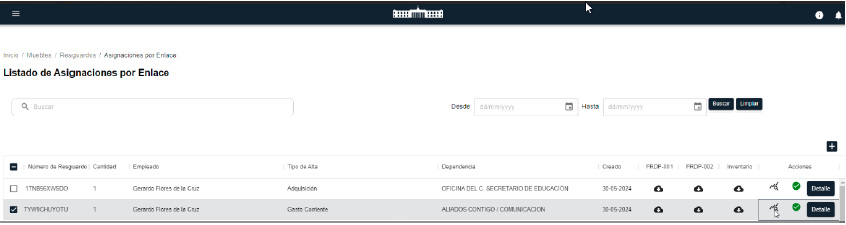 Inicio / Muebles / Resguardos / Asignaciones por Enlace
Listado de Asignaciones por Enlace
Buscar Desde dd/mm/yyyy Hasta dd/mm/yyyy Buscar Limpiar
Número de Resguardo Cantidad Empleado Tipo de Alta Dependencia Creado FRDP-001 FRDP-002 Inventario Acciones
1TNB56XWSDO 1 Gerardo Flores de la Cruz Adquisición OFICINA DEL C. SECRETARIO DE EDUCACIÓN 30-05-2024 Detalle
1 Gerardo Flores de la Cruz Gasto Corriente ALIADOS CONTIGO / COMUNICACION 30-05-2024 Detalle